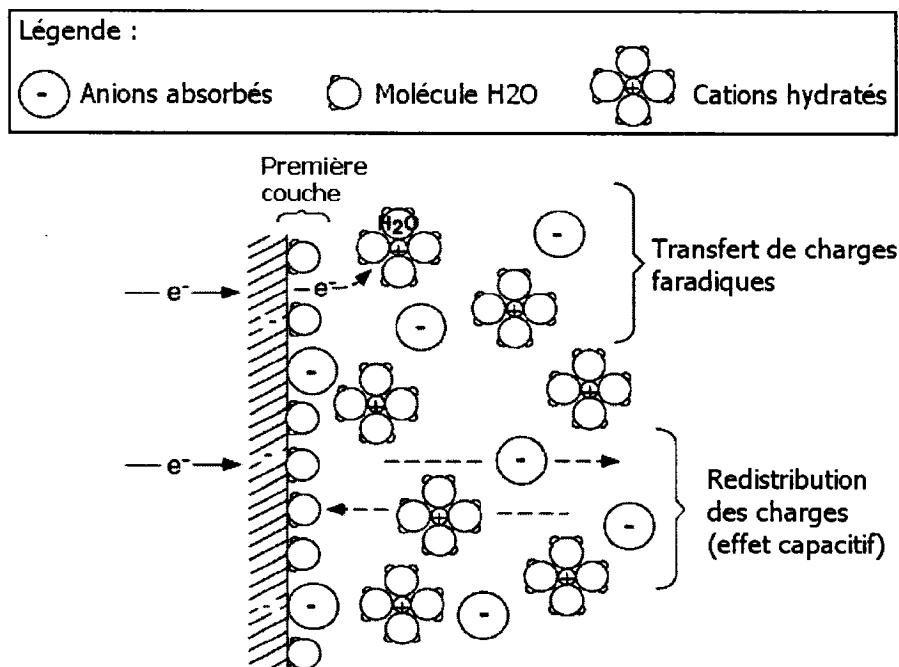 Légende :
- Anions absorbés
Molécule H2O
+ Cations hydratés
Première
couche
H2O
+
-
Transfert de charges
faradiques
e-
e-
+
-
-
+
+
e-
-
Redistribution
des charges
(effet capacitif)
+
-
+
-
+
-